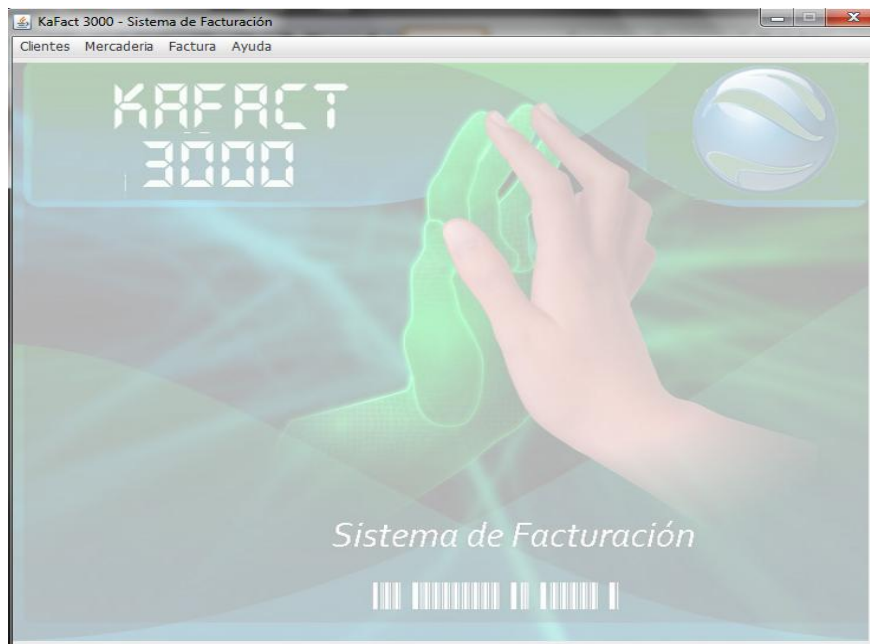 KaFact 3000 - Sistema de Facturación
Clientes Mercaderia Factura Ayuda
KAFACT
3000
Sistema de Facturación